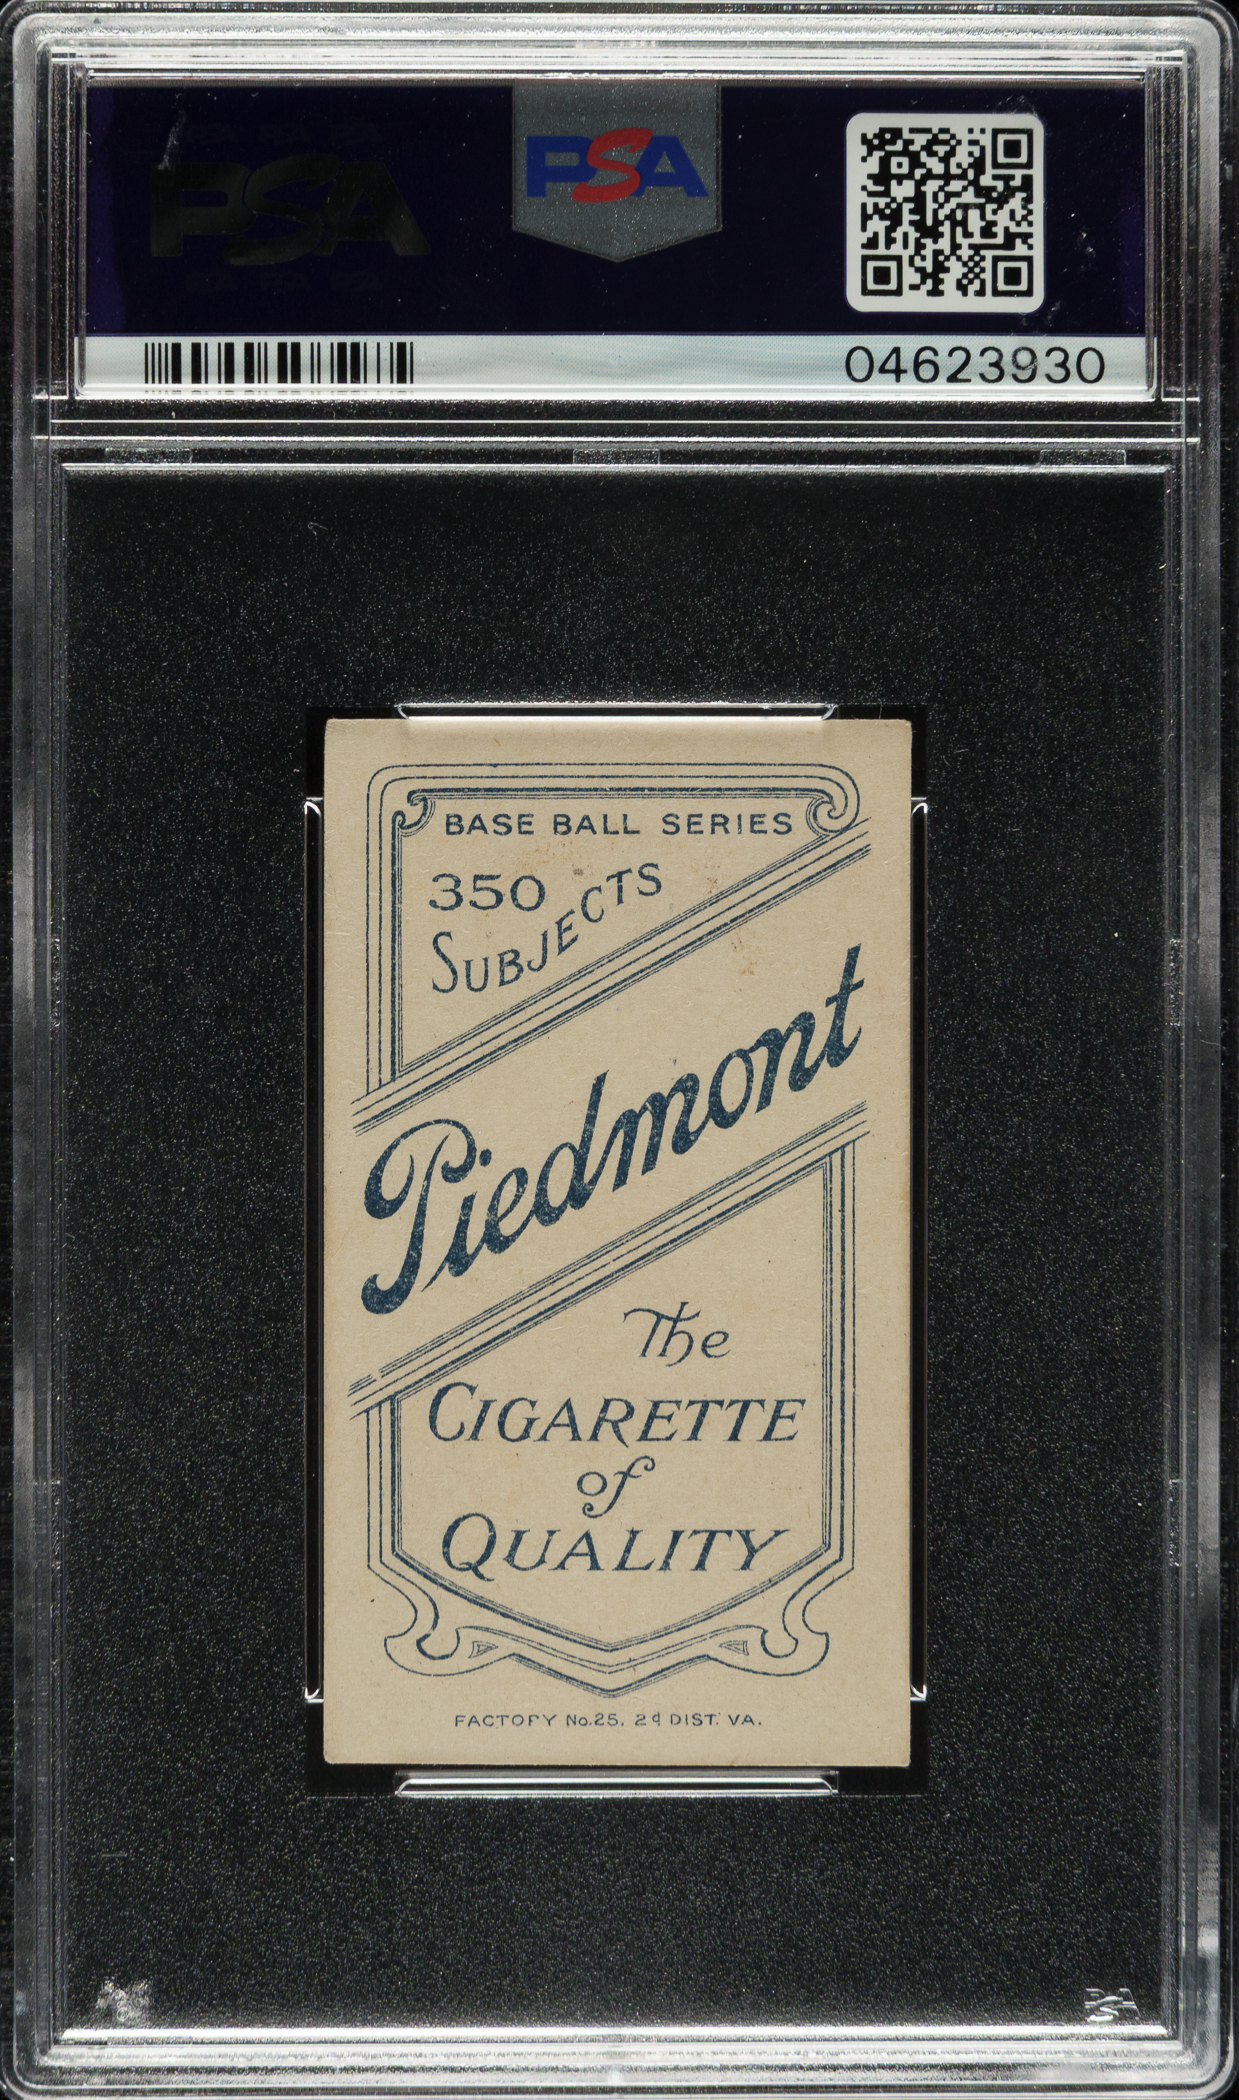 PSA
PSA
04623930
BASE BALL SERIES
350
SUBJECTS
Piedmont
The
CIGARETTE
of
QUALITY
FACTORY No.25. 2d DIST. VA.
PSA